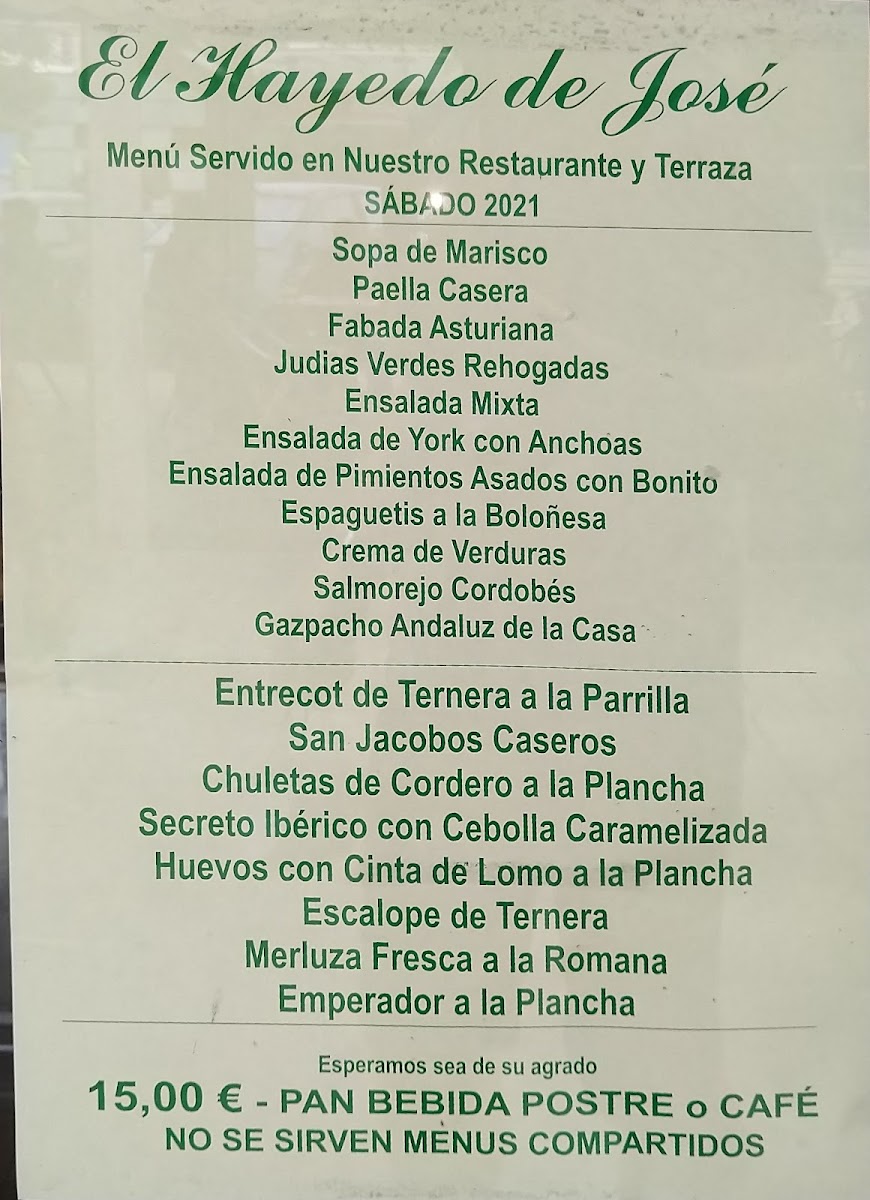 El Hayedo de José
Menú Servido en Nuestro Restaurante y Terraza
SÁBADO 2021
Sopa de Marisco
Paella Casera
Fabada Asturiana
Judias Verdes Rehogadas
Ensalada Mixta
Ensalada de York con Anchoas
Ensalada de Pimientos Asados con Bonito
Espaguetis a la Boloñesa
Crema de Verduras
Salmorejo Cordobés
Gazpacho Andaluz de la Casa
Entrecot de Ternera a la Parrilla
San Jacobos Caseros
Chuletas de Cordero a la Plancha
Secreto Ibérico con Cebolla Caramelizada
Huevos con Cinta de Lomo a la Plancha
Escalope de Ternera
Merluza Fresca a la Romana
Emperador a la Plancha
Esperamos sea de su agrado
15,00 € - PAN BEBIDA POSTRE o CAFÉ
NO SE SIRVEN MENUS COMPARTIDOS